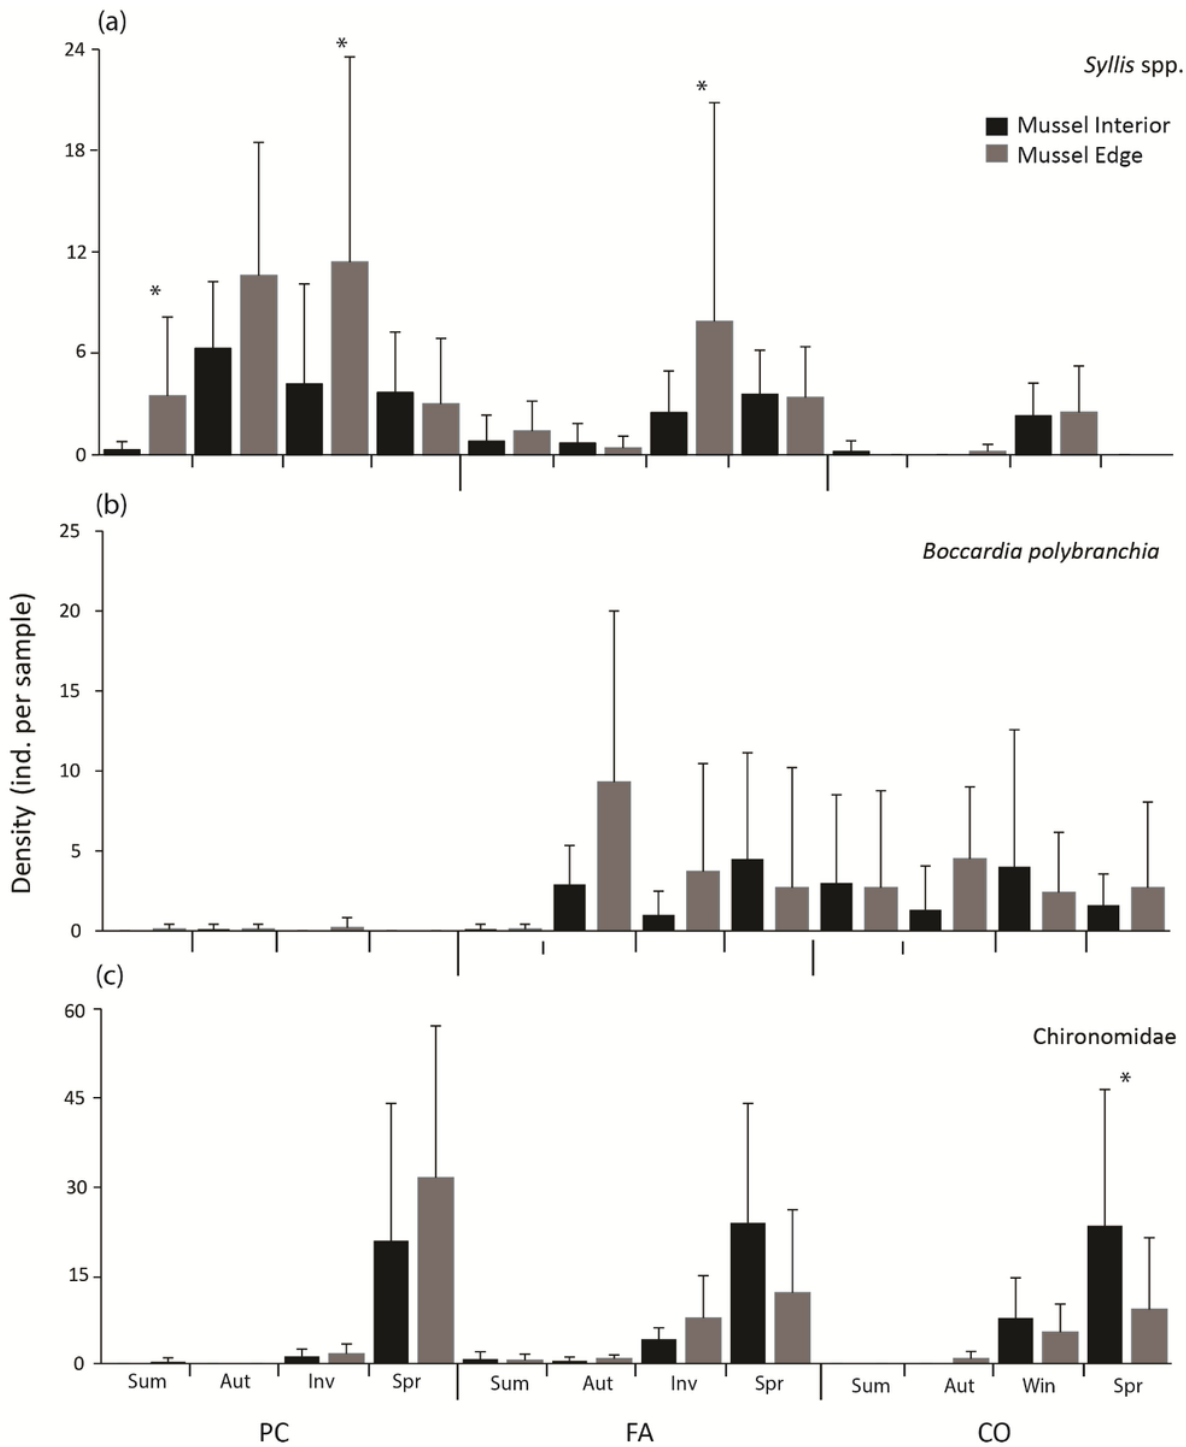 (a)
Syllis spp.
Mussel Interior
Mussel Edge
24
18
12
6
0
*
*
*
(b)
Boccardia polybranchia
25
20
15
10
5
0
Density (ind. per sample)
(c)
Chironomidae
*
60
45
30
15
0
Sum Aut Inv Spr Sum Aut Inv Spr Sum Aut Win Spr
PC FA CO